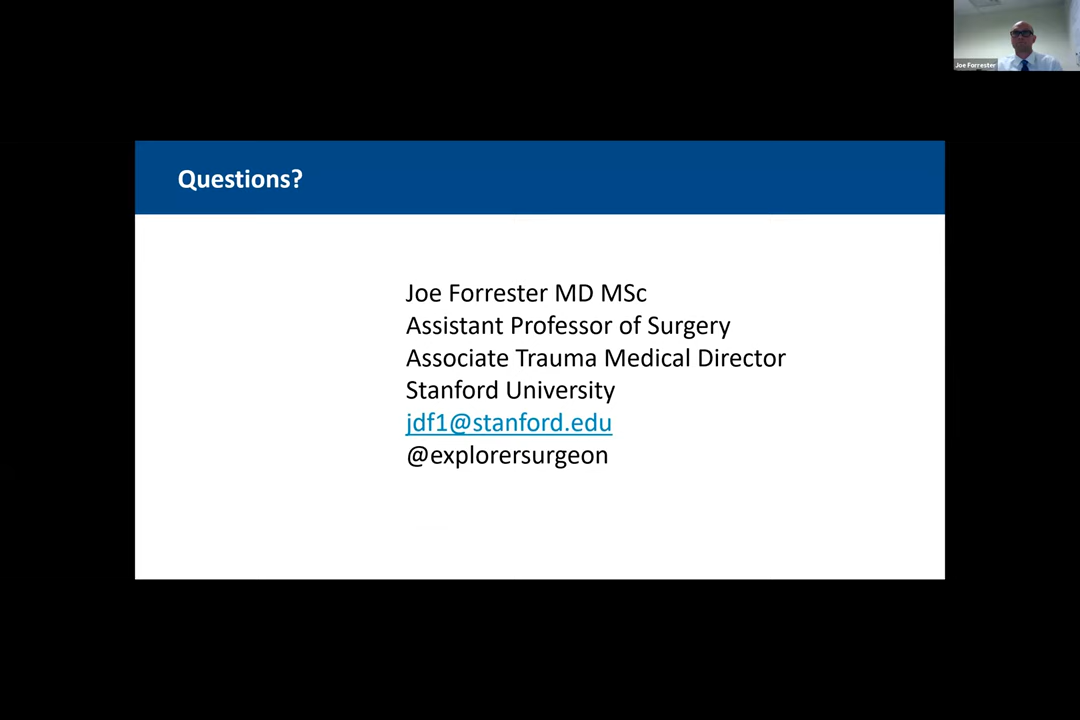 Joe Forrester
Questions?
Joe Forrester MD MSc
Assistant Professor of Surgery
Associate Trauma Medical Director
Stanford University
jdf1@stanford.edu
@explorersurgeon